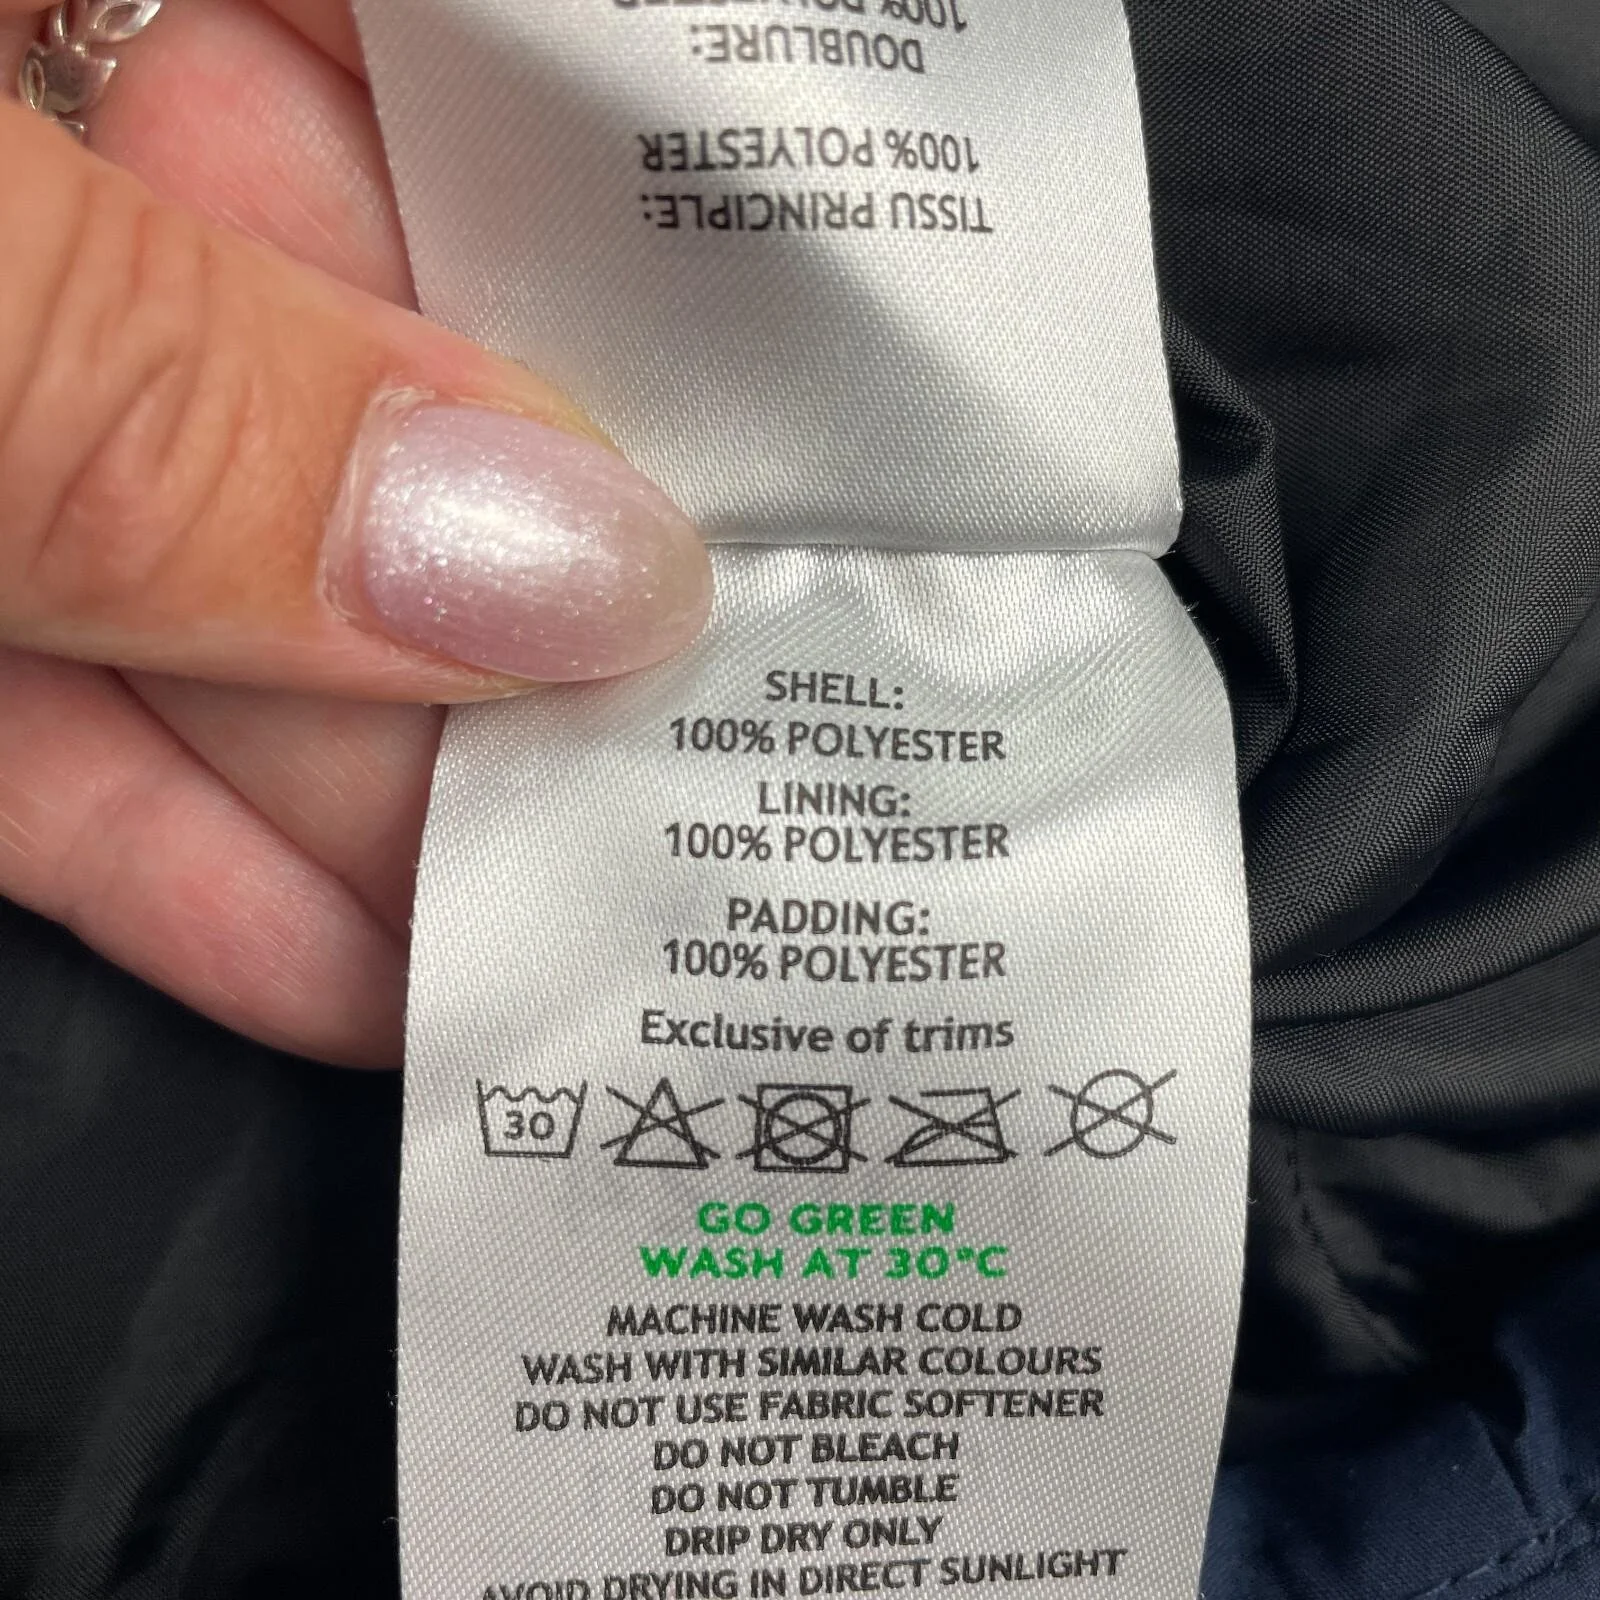 100% POLYESTER
DOUBLURE:
100% POLYESTER
TISSU PRINCIPLE:
SHELL:
100% POLYESTER
LINING:
100% POLYESTER
PADDING:
100% POLYESTER
Exclusive of trims
30
GO GREEN
WASH AT 30°C
MACHINE WASH COLD
WASH WITH SIMILAR COLOURS
DO NOT USE FABRIC SOFTENER
DO NOT BLEACH
DO NOT TUMBLE
DRIP DRY ONLY
AVOID DRYING IN DIRECT SUNLIGHT